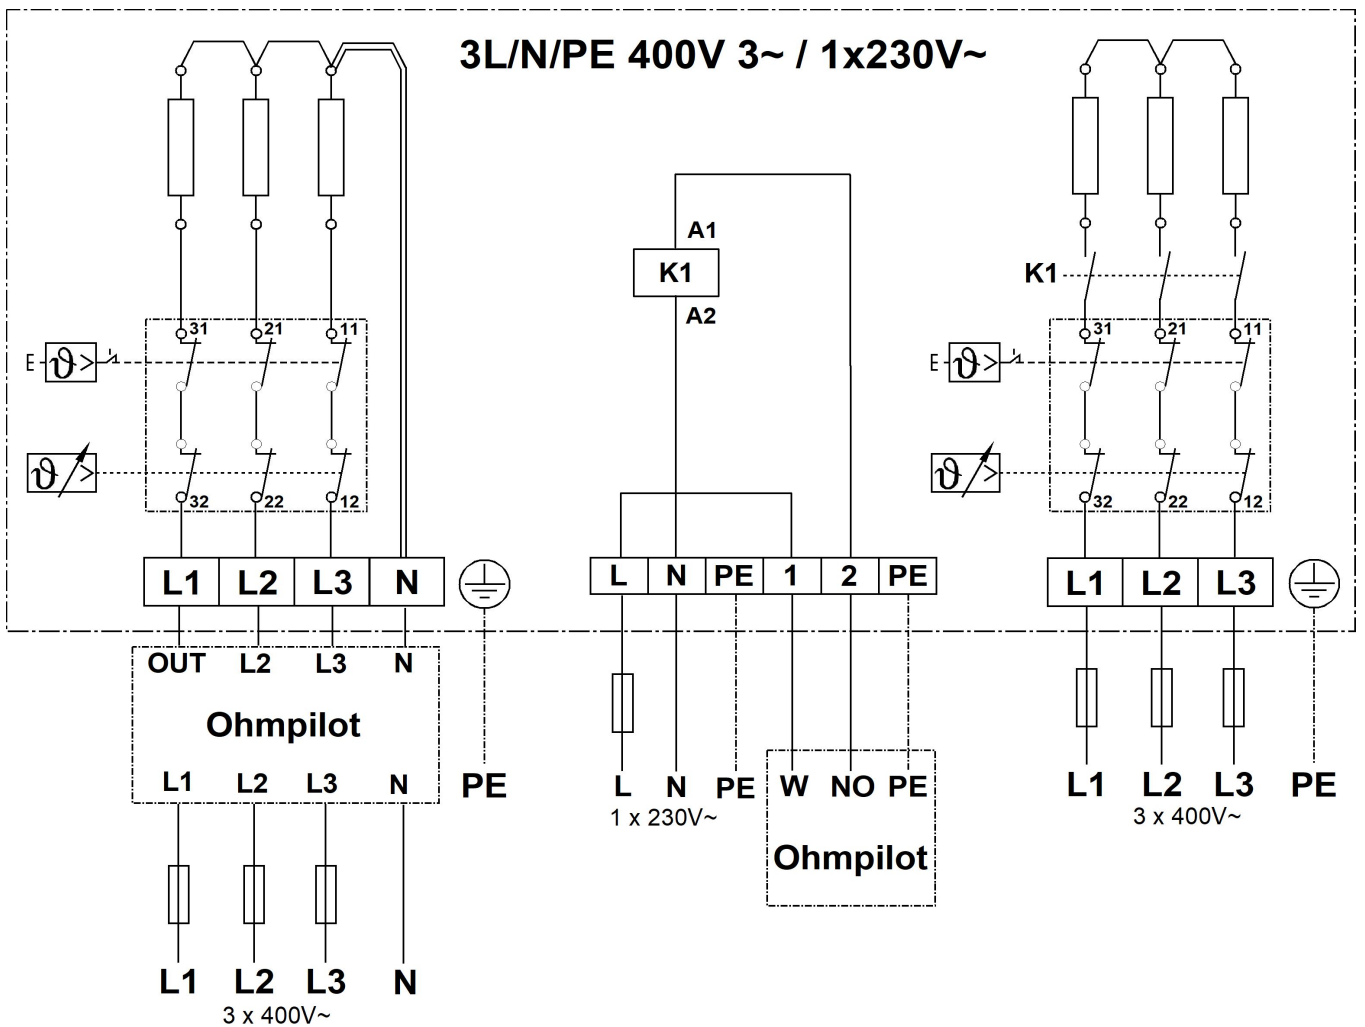 3L/N/PE 400V 3~ / 1x230V~
A1
K1
A2
K1
31 21 11
E ϑ >
ϑ >
32 22 12
L1 L2 L3 N
31 21 11
E ϑ >
ϑ >
32 22 12
L N PE 1 2 PE
L1 L2 L3
OUT L2 L3 N
Ohmpilot
L1 L2 L3 N
PE
L N PE
1 x 230V~
W NO PE
Ohmpilot
L1 L2 L3 PE
3 x 400V~
L1 L2 L3 N
3 x 400V~